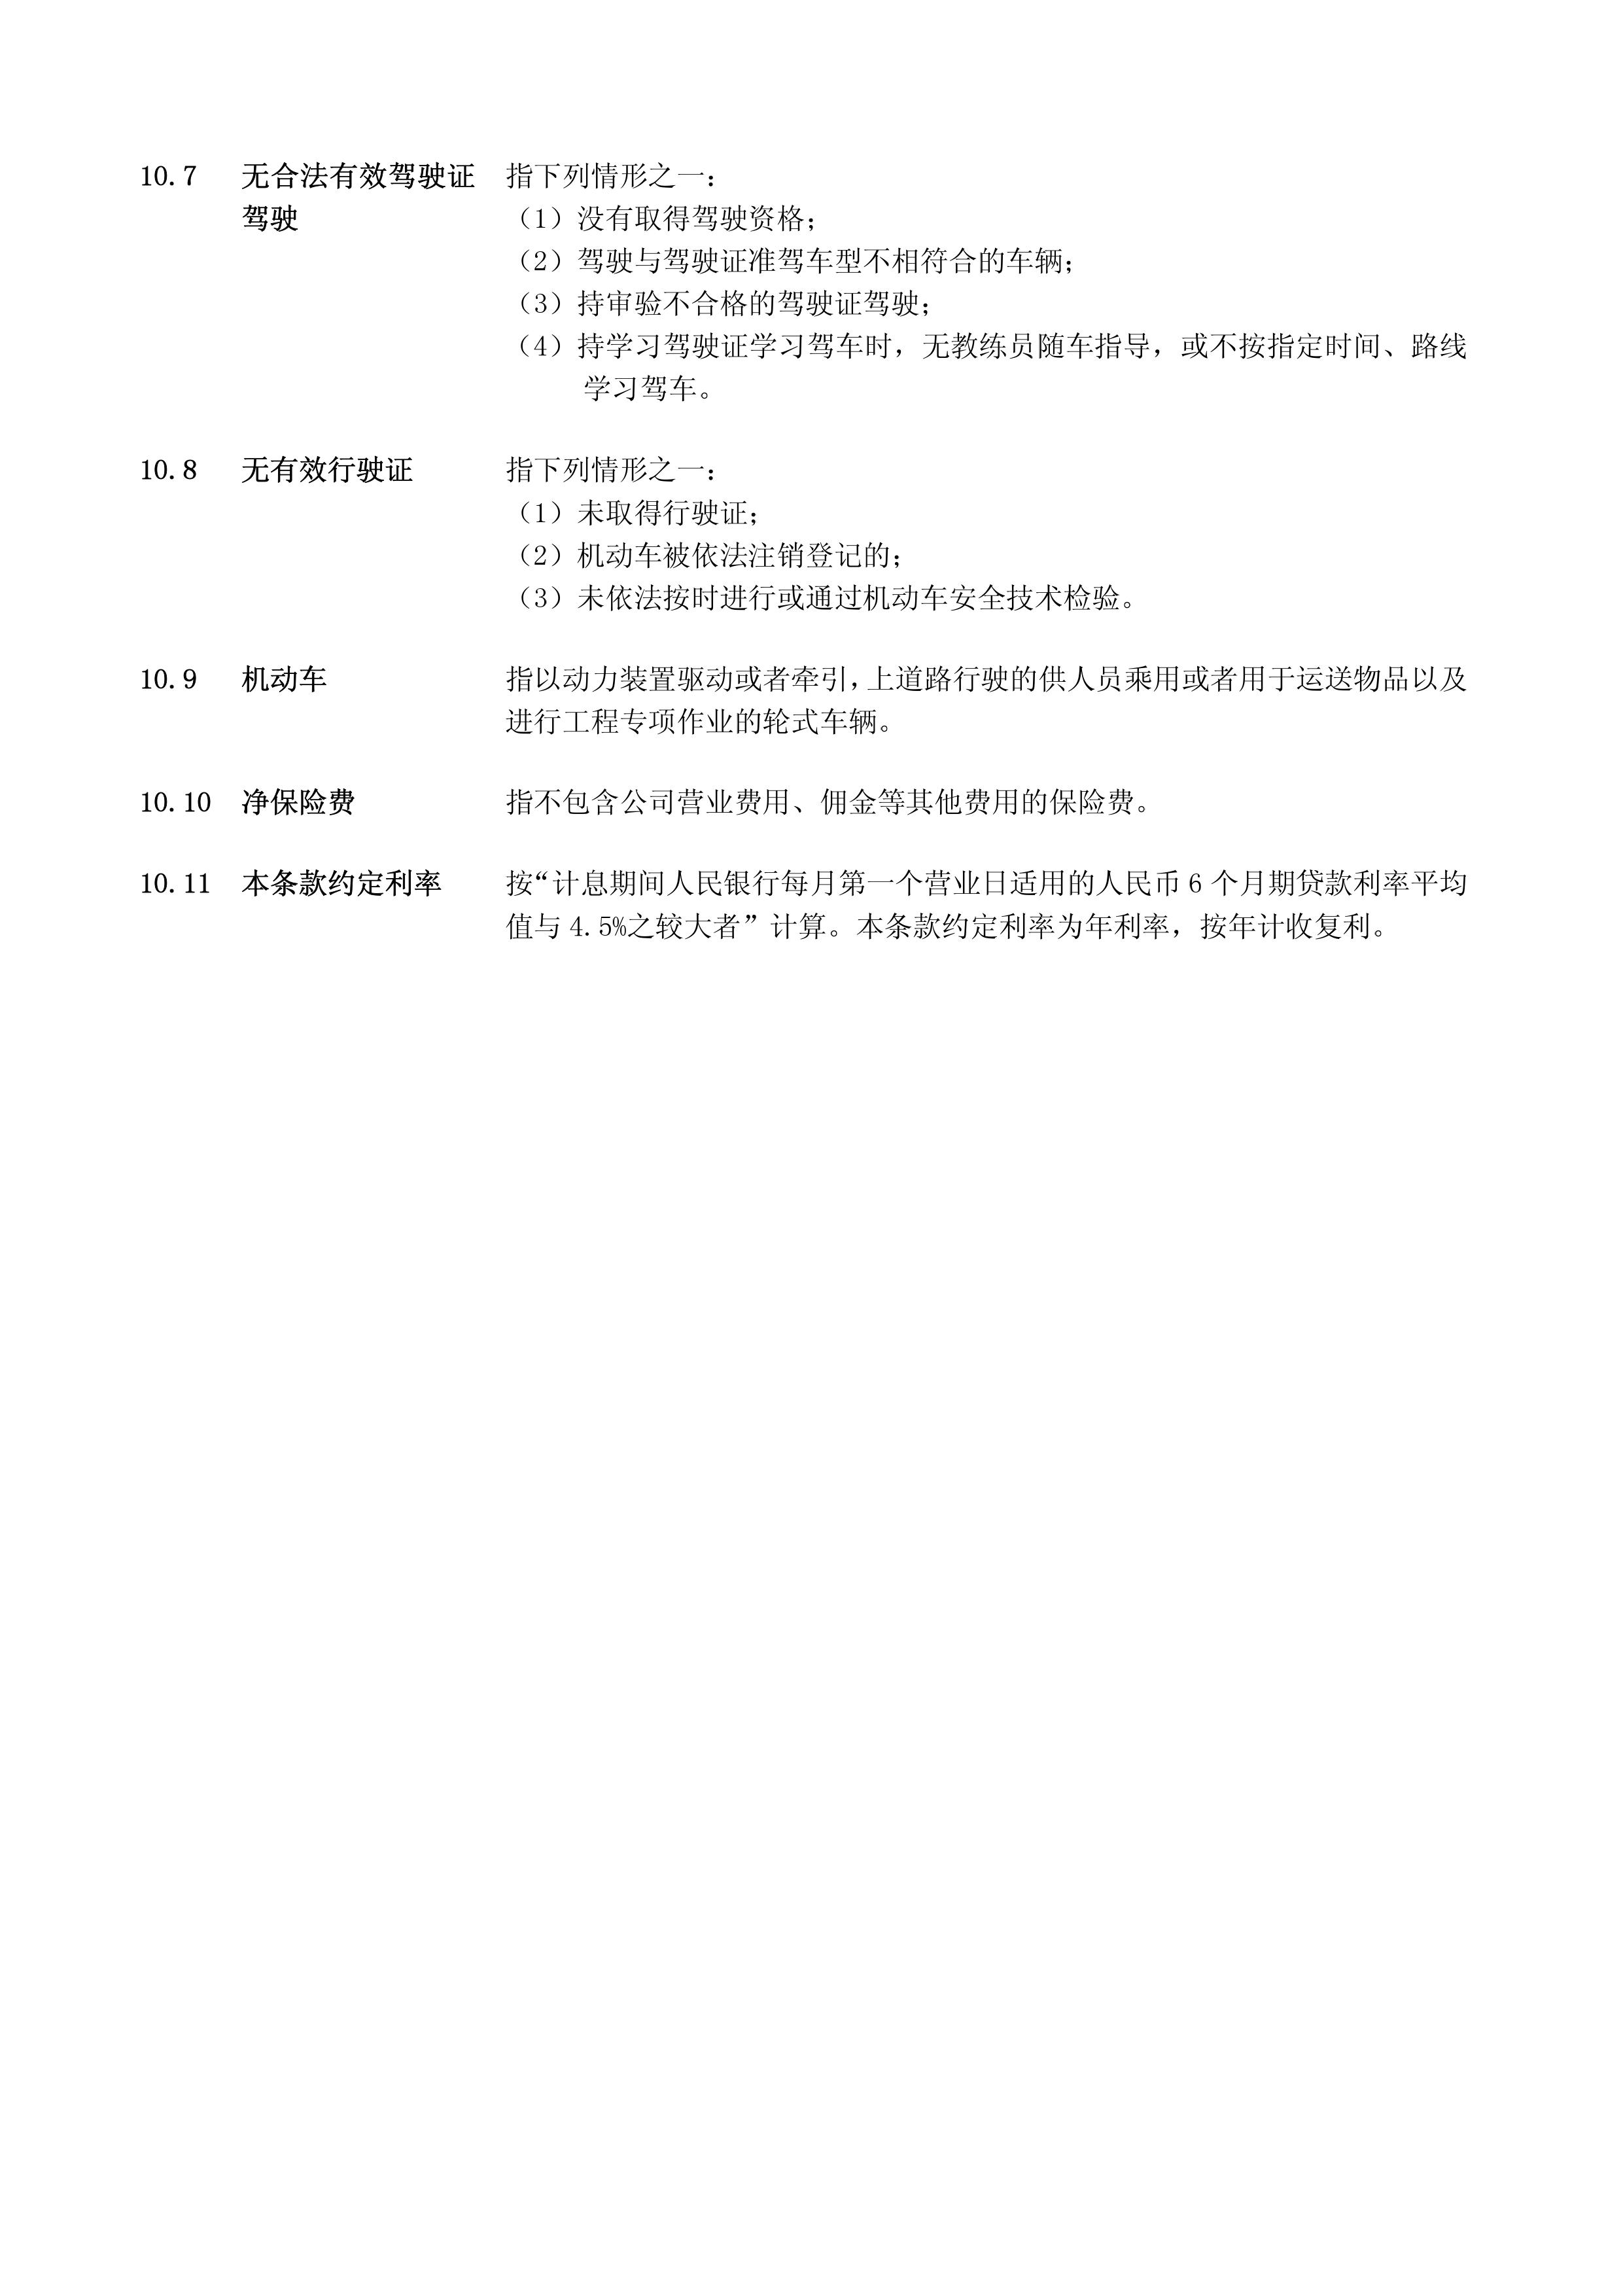 10.7 无合法有效驾驶证 指下列情形之一：
驾驶 （1）没有取得驾驶资格；
（2）驾驶与驾驶证准驾车型不相符合的车辆；
（3）持审验不合格的驾驶证驾驶；
（4）持学习驾驶证学习驾车时，无教练员随车指导，或不按指定时间、路线
学习驾车。
10.8 无有效行驶证 指下列情形之一：
（1）未取得行驶证；
（2）机动车被依法注销登记的；
（3）未依法按时进行或通过机动车安全技术检验。
10.9 机动车 指以动力装置驱动或者牵引，上道路行驶的供人员乘用或者用于运送物品以及
进行工程专项作业的轮式车辆。
10.10 净保险费 指不包含公司营业费用、佣金等其他费用的保险费。
10.11 本条款约定利率 按“计息期间人民银行每月第一个营业日适用的人民币 6 个月期贷款利率平均
值与 4.5%之较大者”计算。本条款约定利率为年利率，按年计收复利。